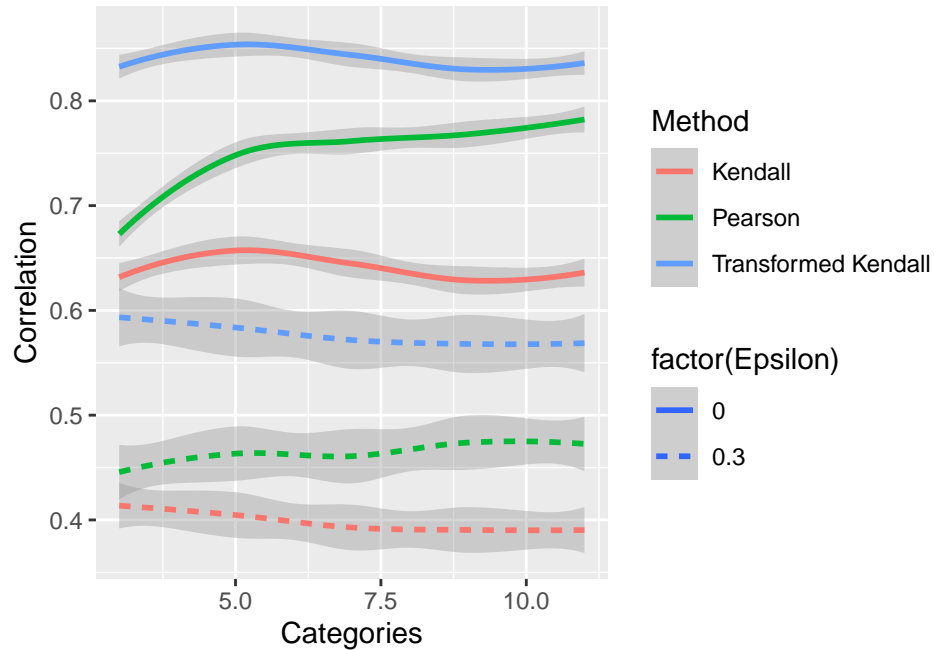 0.8
0.7
0.6
0.5
0.4
Correlation
5.0 7.5 10.0
Categories
Method
Kendall
Pearson
Transformed Kendall
factor(Epsilon)
0
0.3